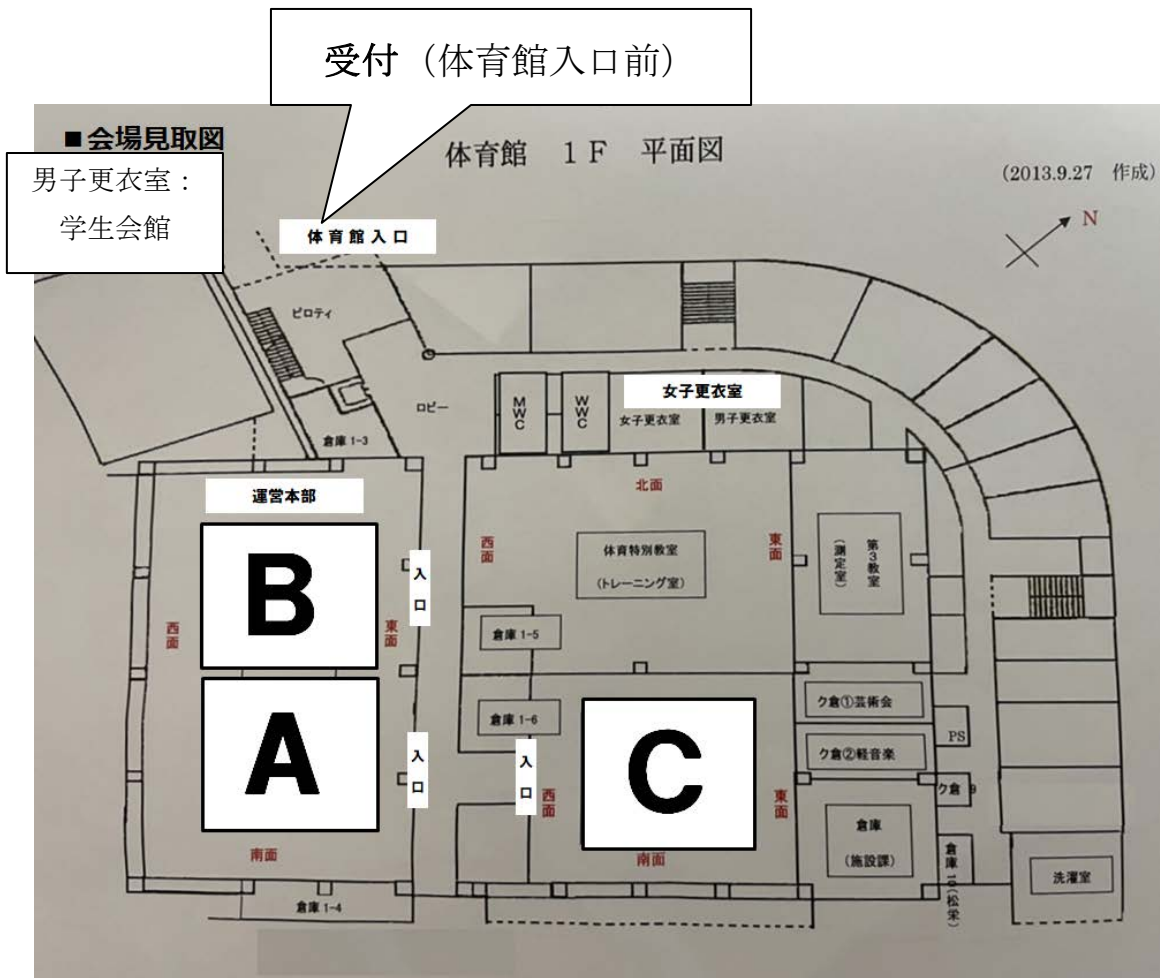 受付（体育館入口前）
■会場見取図
体育館　１Ｆ　平面図
(2013.9.27　作成)
男子更衣室：
学生会館
N
体育館入口
ピロティ
ロビー
MWC
WWC
女子更衣室
女子更衣室
男子更衣室
倉庫 1-3
運営本部
北面
B
西面
東面
入口
西面
体育特別教室
(トレーニング室)
東面
第3教室
(測定室)
倉庫 1-5
A
南面
入口
倉庫 1-6
入口
西面
C
東面
南面
ク倉①芸術会
ク倉②軽音楽
PS
ク倉 9
倉庫
(施設課)
倉庫10(松栄)
洗濯室
倉庫 1-4